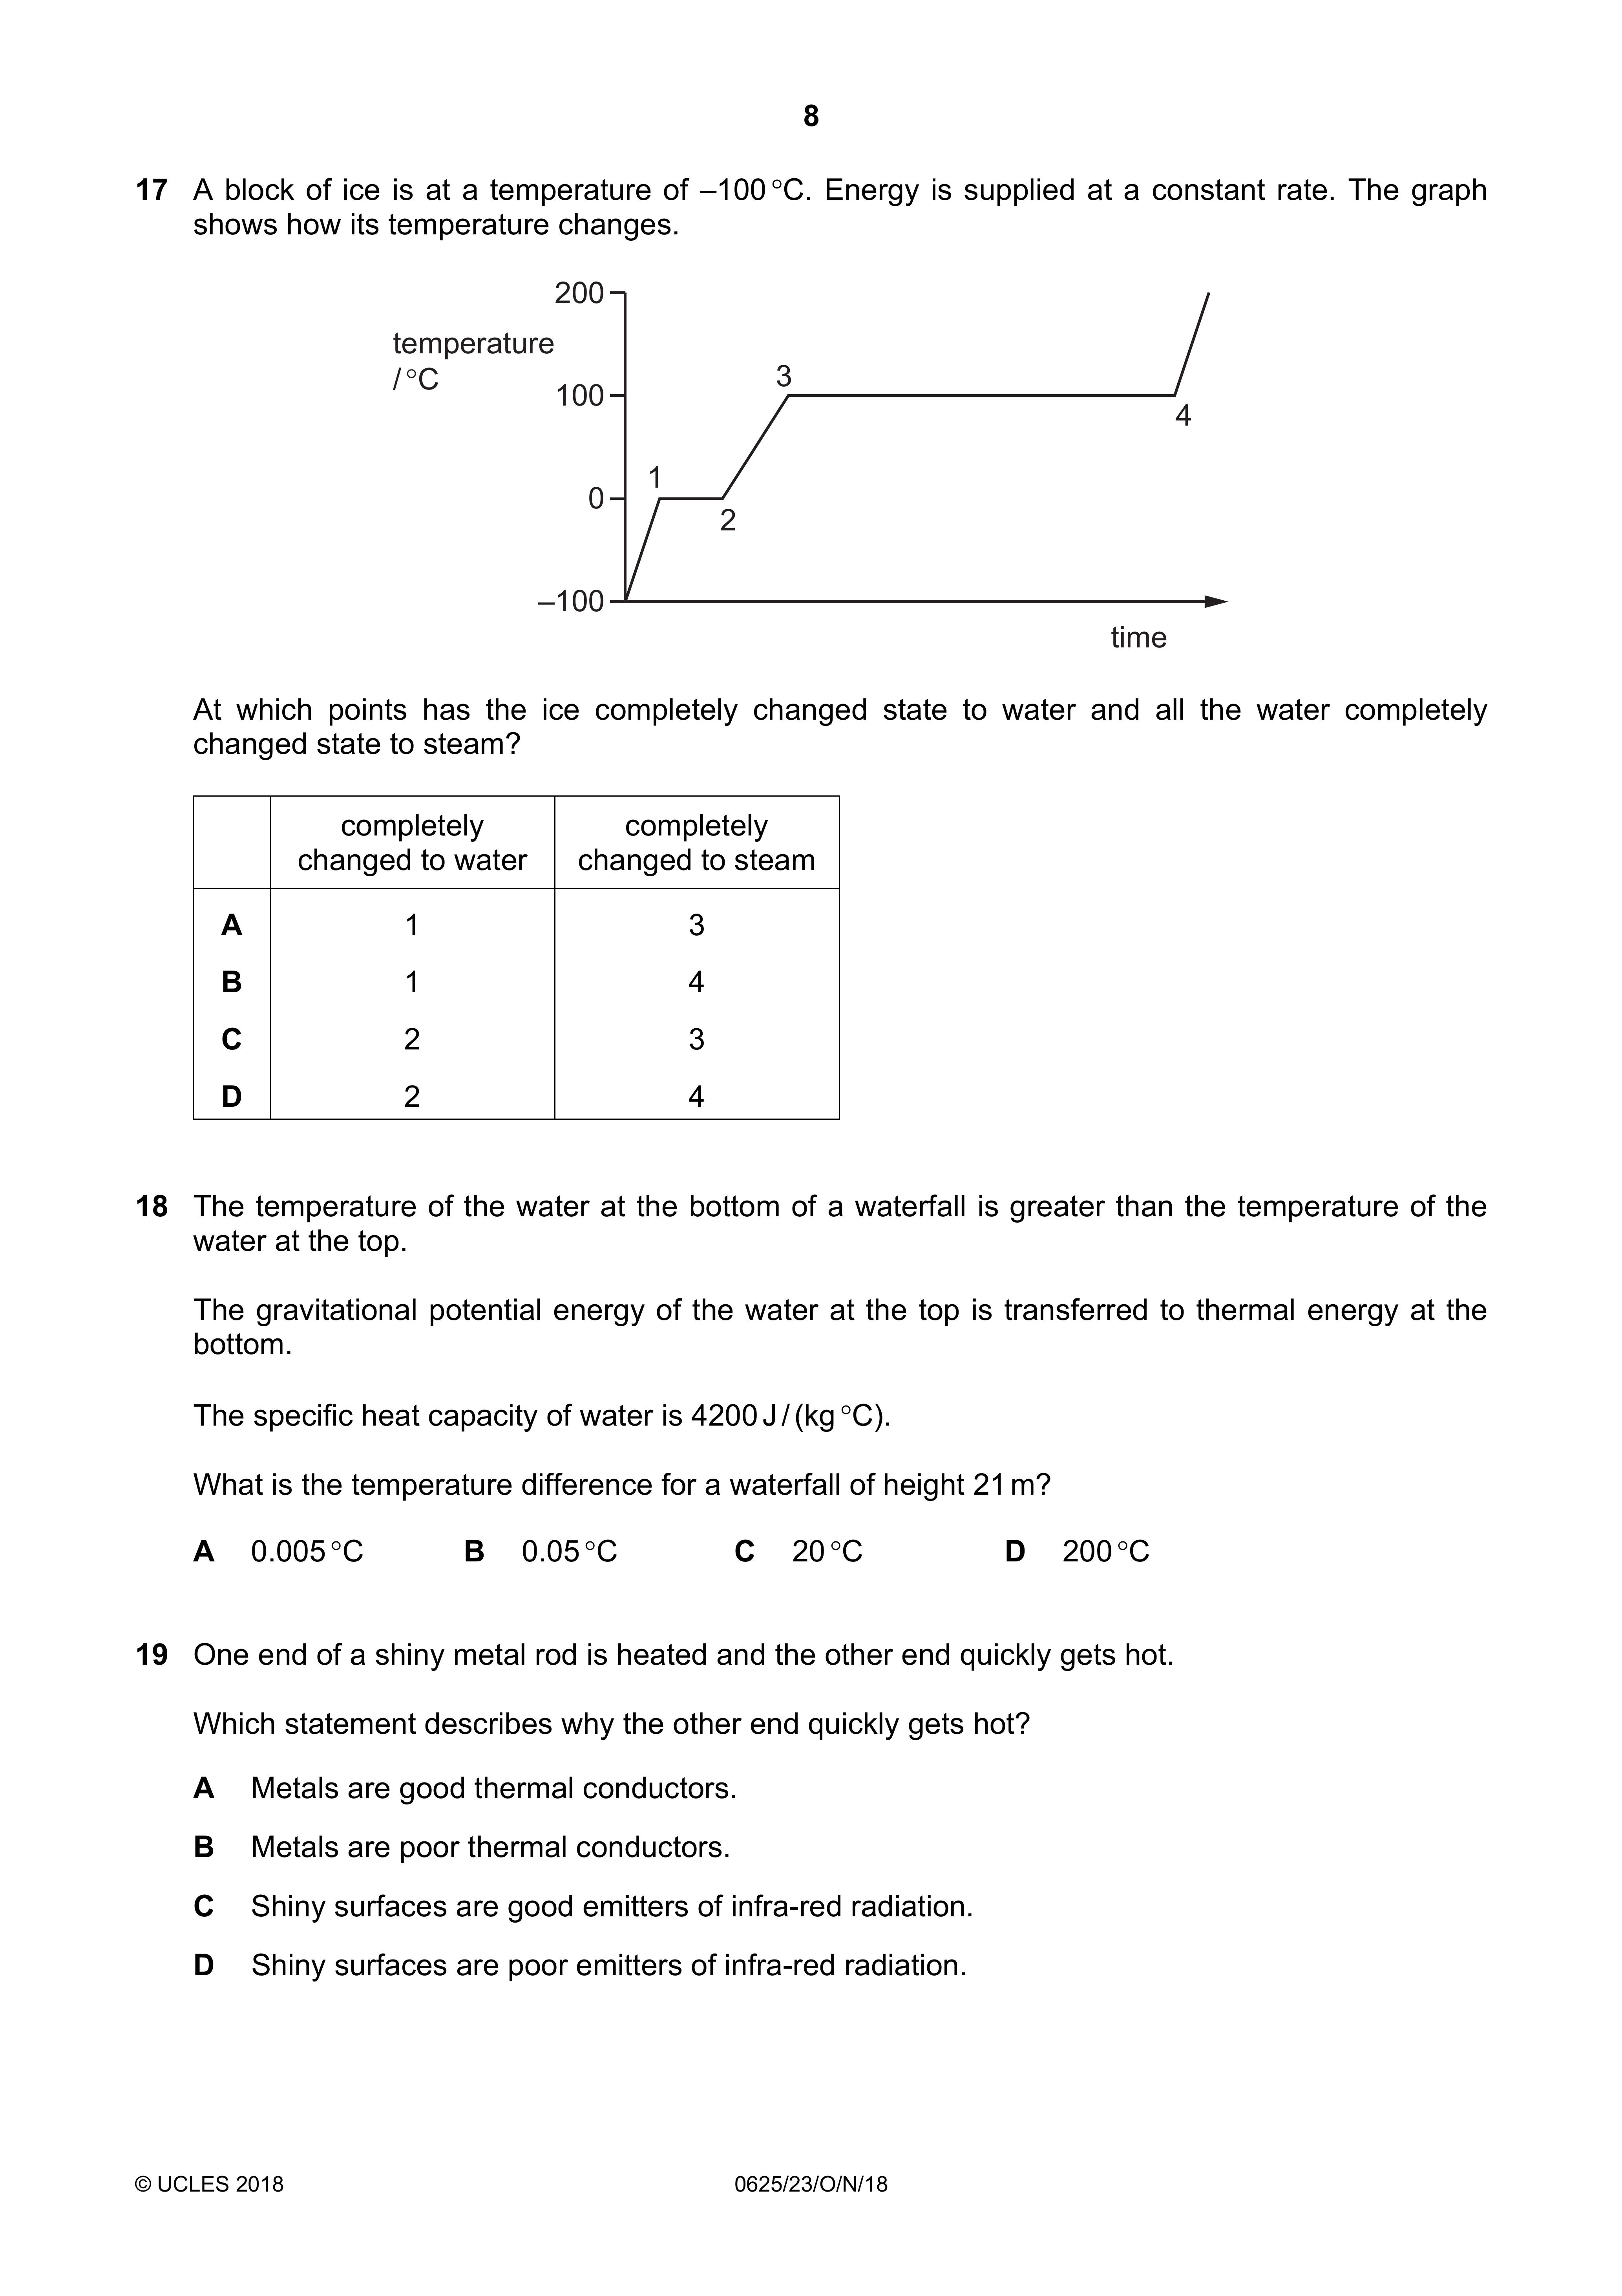 8
17 A block of ice is at a temperature of –100 °C. Energy is supplied at a constant rate. The graph
shows how its temperature changes.
200
temperature
/ °C
100
0
–100
1
2
3
4
time
At which points has the ice completely changed state to water and all the water completely
changed state to steam?
completely changed to water completely changed to steam
A 1 3
B 1 4
C 2 3
D 2 4
18 The temperature of the water at the bottom of a waterfall is greater than the temperature of the
water at the top.
The gravitational potential energy of the water at the top is transferred to thermal energy at the
bottom.
The specific heat capacity of water is 4200 J / (kg °C).
What is the temperature difference for a waterfall of height 21 m?
A 0.005 °C B 0.05 °C C 20 °C D 200 °C
19 One end of a shiny metal rod is heated and the other end quickly gets hot.
Which statement describes why the other end quickly gets hot?
A Metals are good thermal conductors.
B Metals are poor thermal conductors.
C Shiny surfaces are good emitters of infra-red radiation.
D Shiny surfaces are poor emitters of infra-red radiation.
© UCLES 2018 0625/23/O/N/18